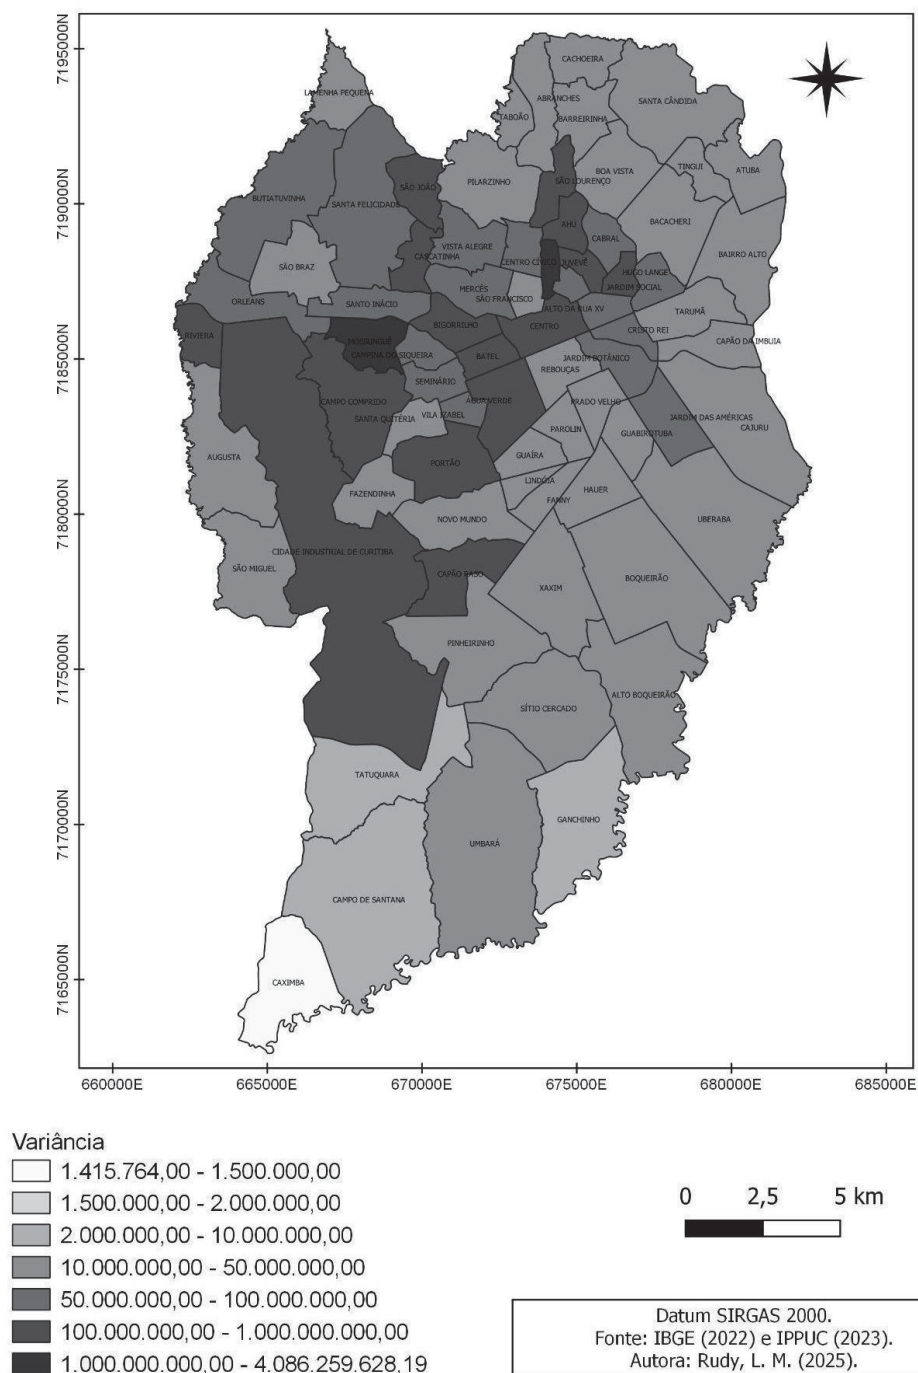 7195000N
7190000N
7185000N
7180000N
7175000N
7170000N
7165000N
LAMENHA PEQUENA
CACHOEIRA
TABOÃO
ABRANCHES
BARREIRINHA
SANTA CÂNDIDA
SÃO JOÃO
PILARZINHO
SÃO LOURENÇO
BOA VISTA
TINGUI
ATUBA
BUTIATUVINHA
SANTA FELICIDADE
AHÚ
BACACHERI
CABRAL
CASCATINHA
VISTA ALEGRE
CENTRO CÍVICO
JUVEVÊ
BAIRRO ALTO
SÃO BRAZ
HUGO LANGE
JARDIM SOCIAL
MERCÊS
SÃO FRANCISCO
ORLEANS
SANTO INÁCIO
ALTO DA RUA XV
TARUMÃ
RIVIERA
BIGORRILHO
CENTRO
CRISTO REI
MOSSUNGUÊ
CAPÃO DA IMBUIA
CAMPINA DO SIQUEIRA
BATEL
JARDIM BOTÂNICO
REBOUÇAS
SEMINÁRIO
CAMPO COMPRIDO
ÁGUA VERDE
PRADO VELHO
SANTA QUITÉRIA
VILA IZABEL
JARDIM DAS AMÉRICAS
CAJURU
PAROLIN
GUABIROTUBA
AUGUSTA
PORTÃO
GUAÍRA
FAZENDINHA
LINDÓIA
HAUER
FANNY
NOVO MUNDO
UBERABA
CIDADE INDUSTRIAL DE CURITIBA
SÃO MIGUEL
CAPÃO RASO
XAXIM
BOQUEIRÃO
PINHEIRINHO
SÍTIO CERCADO
ALTO BOQUEIRÃO
TATUQUARA
GANCHINHO
UMBARÁ
CAMPO DE SANTANA
CAXIMBA
660000E 665000E 670000E 675000E 680000E 685000E
Variância
1.415.764,00 - 1.500.000,00
1.500.000,00 - 2.000.000,00
2.000.000,00 - 10.000.000,00
10.000.000,00 - 50.000.000,00
50.000.000,00 - 100.000.000,00
100.000.000,00 - 1.000.000.000,00
1.000.000.000,00 - 4.086.259.628,19
0 2,5 5 km
Datum SIRGAS 2000.
Fonte: IBGE (2022) e IPPUC (2023).
Autora: Rudy, L. M. (2025).